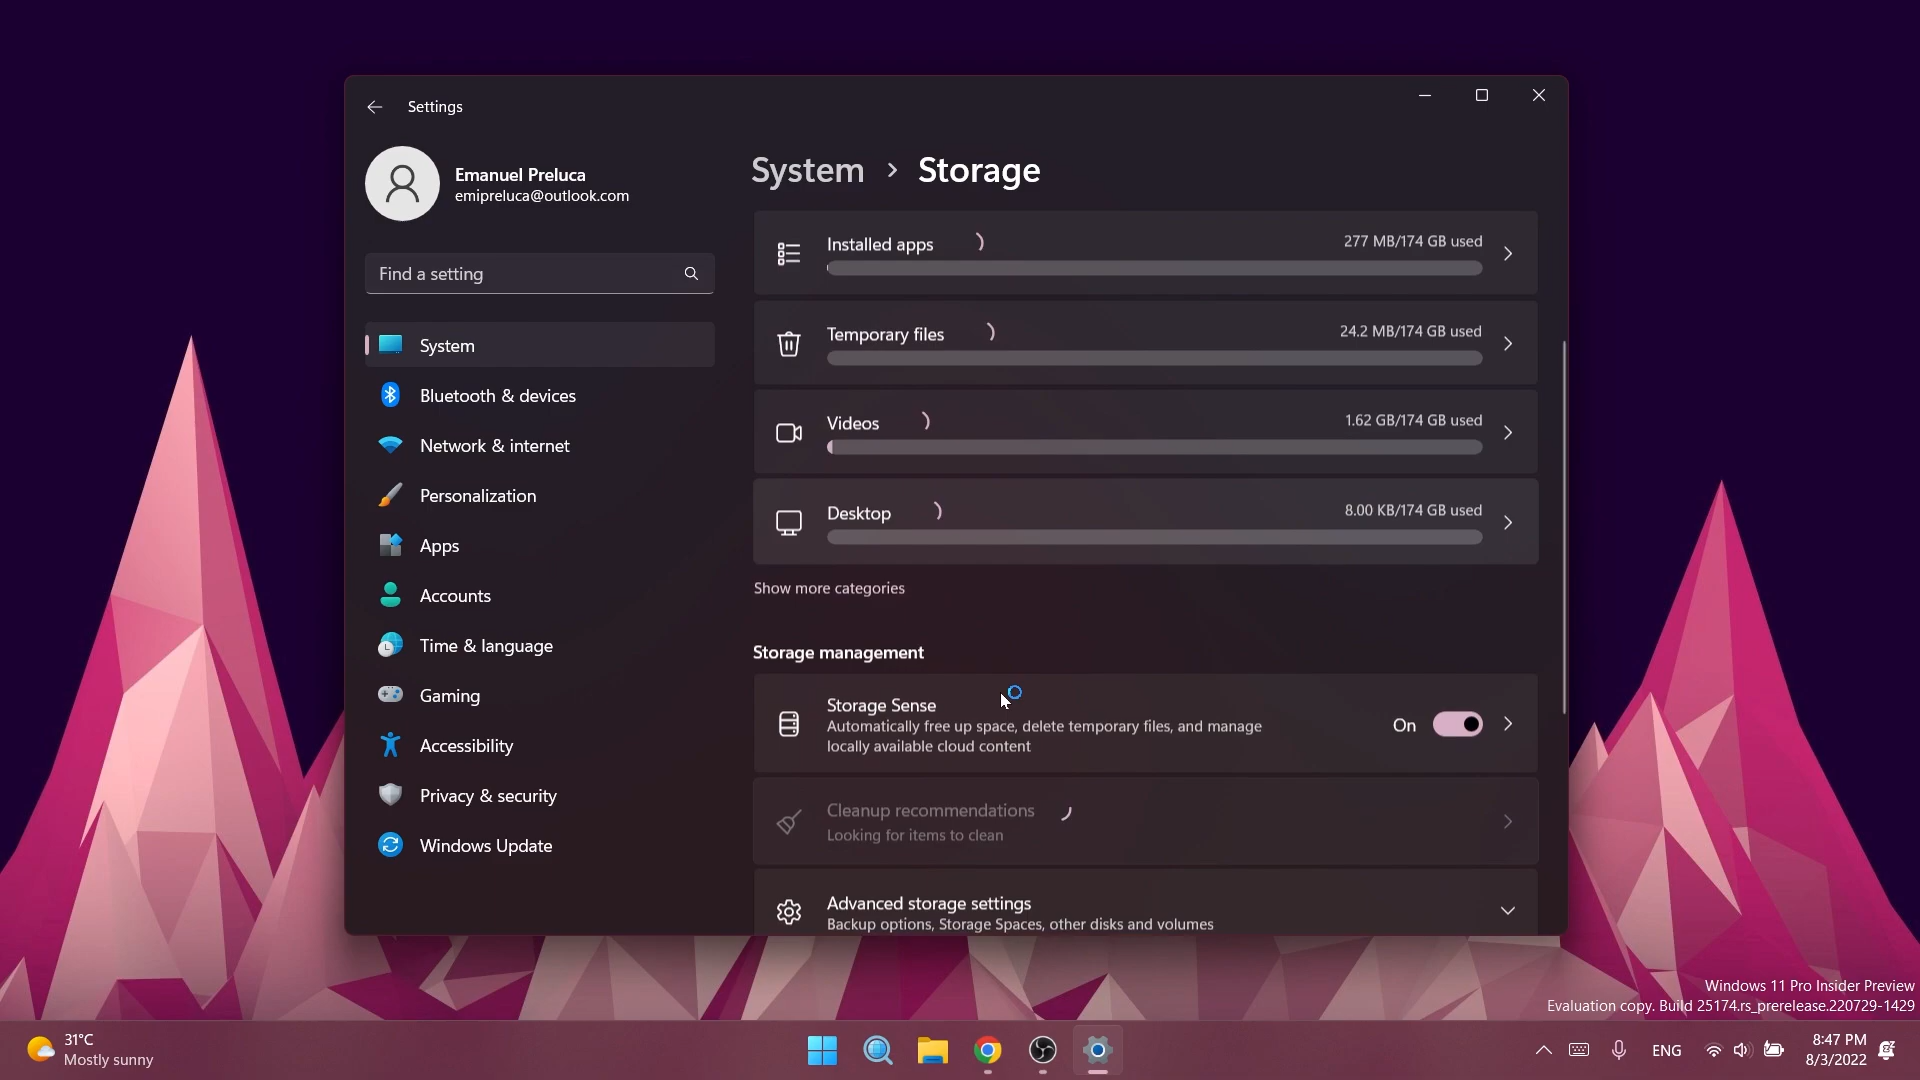 Settings
Emanuel Preluca
emipreluca@outlook.com
Find a setting
System
Bluetooth & devices
Network & internet
Personalization
Apps
Accounts
Time & language
Gaming
Accessibility
Privacy & security
Windows Update
System > Storage
Installed apps
277 MB/174 GB used
Temporary files
24.2 MB/174 GB used
Videos
1.62 GB/174 GB used
Desktop
8.00 KB/174 GB used
Show more categories
Storage management
Storage Sense
Automatically free up space, delete temporary files, and manage
locally available cloud content
On
Cleanup recommendations
Looking for items to clean
Advanced storage settings
Backup options, Storage Spaces, other disks and volumes
Windows 11 Pro Insider Preview
Evaluation copy. Build 25174.rs_prerelease.220729-1429
31°C
Mostly sunny
ENG
8:47 PM
8/3/2022